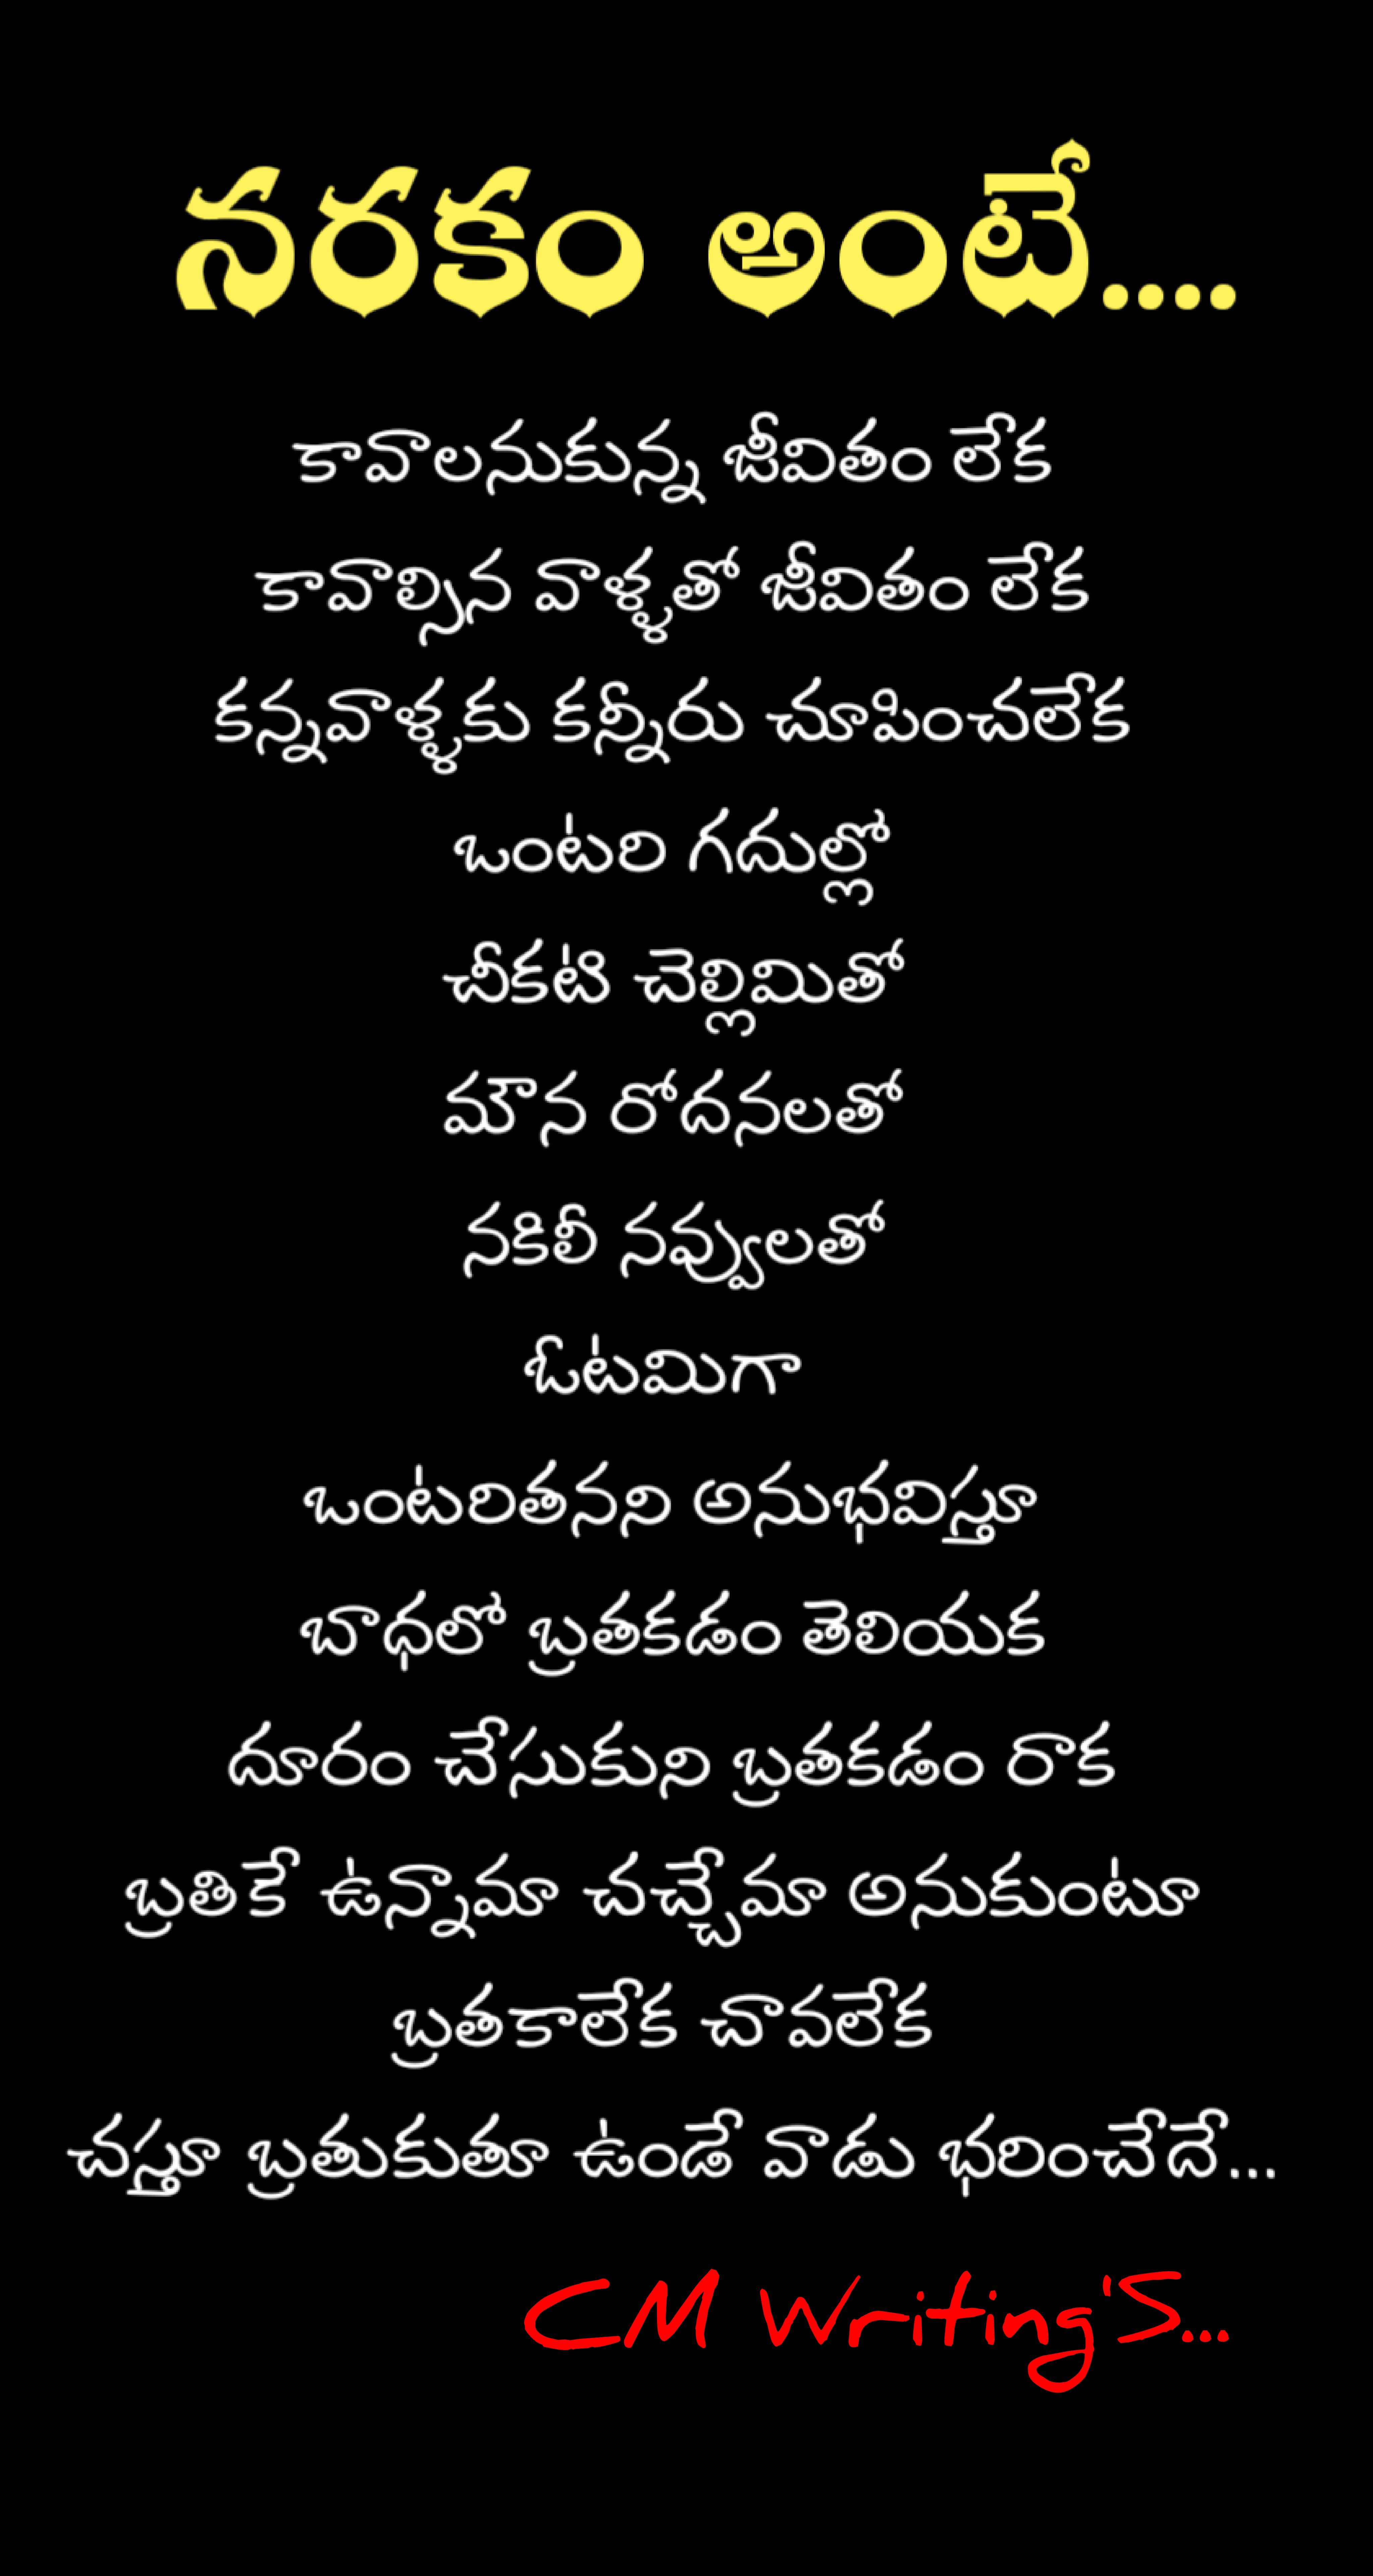 నరకం అంటే....
కావాలనుకున్న జీవితం లేక
కావాల్సిన వాళ్ళతో జీవితం లేక
కన్నవాళ్ళకు కన్నీరు చూపించలేక
ఒంటరి గదుల్లో
చీకటి చెల్లిమితో
మౌన రోదనలతో
నకిలీ నవ్వులతో
ఓటమిగా
ఒంటరితనని అనుభవిస్తూ
బాధలో బ్రతకడం తెలియక
దూరం చేసుకుని బ్రతకడం రాక
బ్రతికే ఉన్నామా చచ్చేమా అనుకుంటూ
బ్రతకాలేక చావలేక
చస్తూ బ్రతుకుతూ ఉండే వాడు భరించేదే...
CM Writing'S...